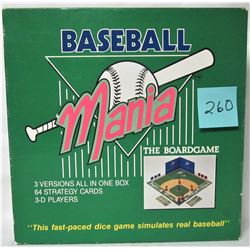 BASEBALL
Mania
260
THE BOARDGAME
3 VERSIONS ALL IN ONE BOX
64 STRATEGY CARDS
3-D PLAYERS
"This fast-paced dice game simulates real baseball"